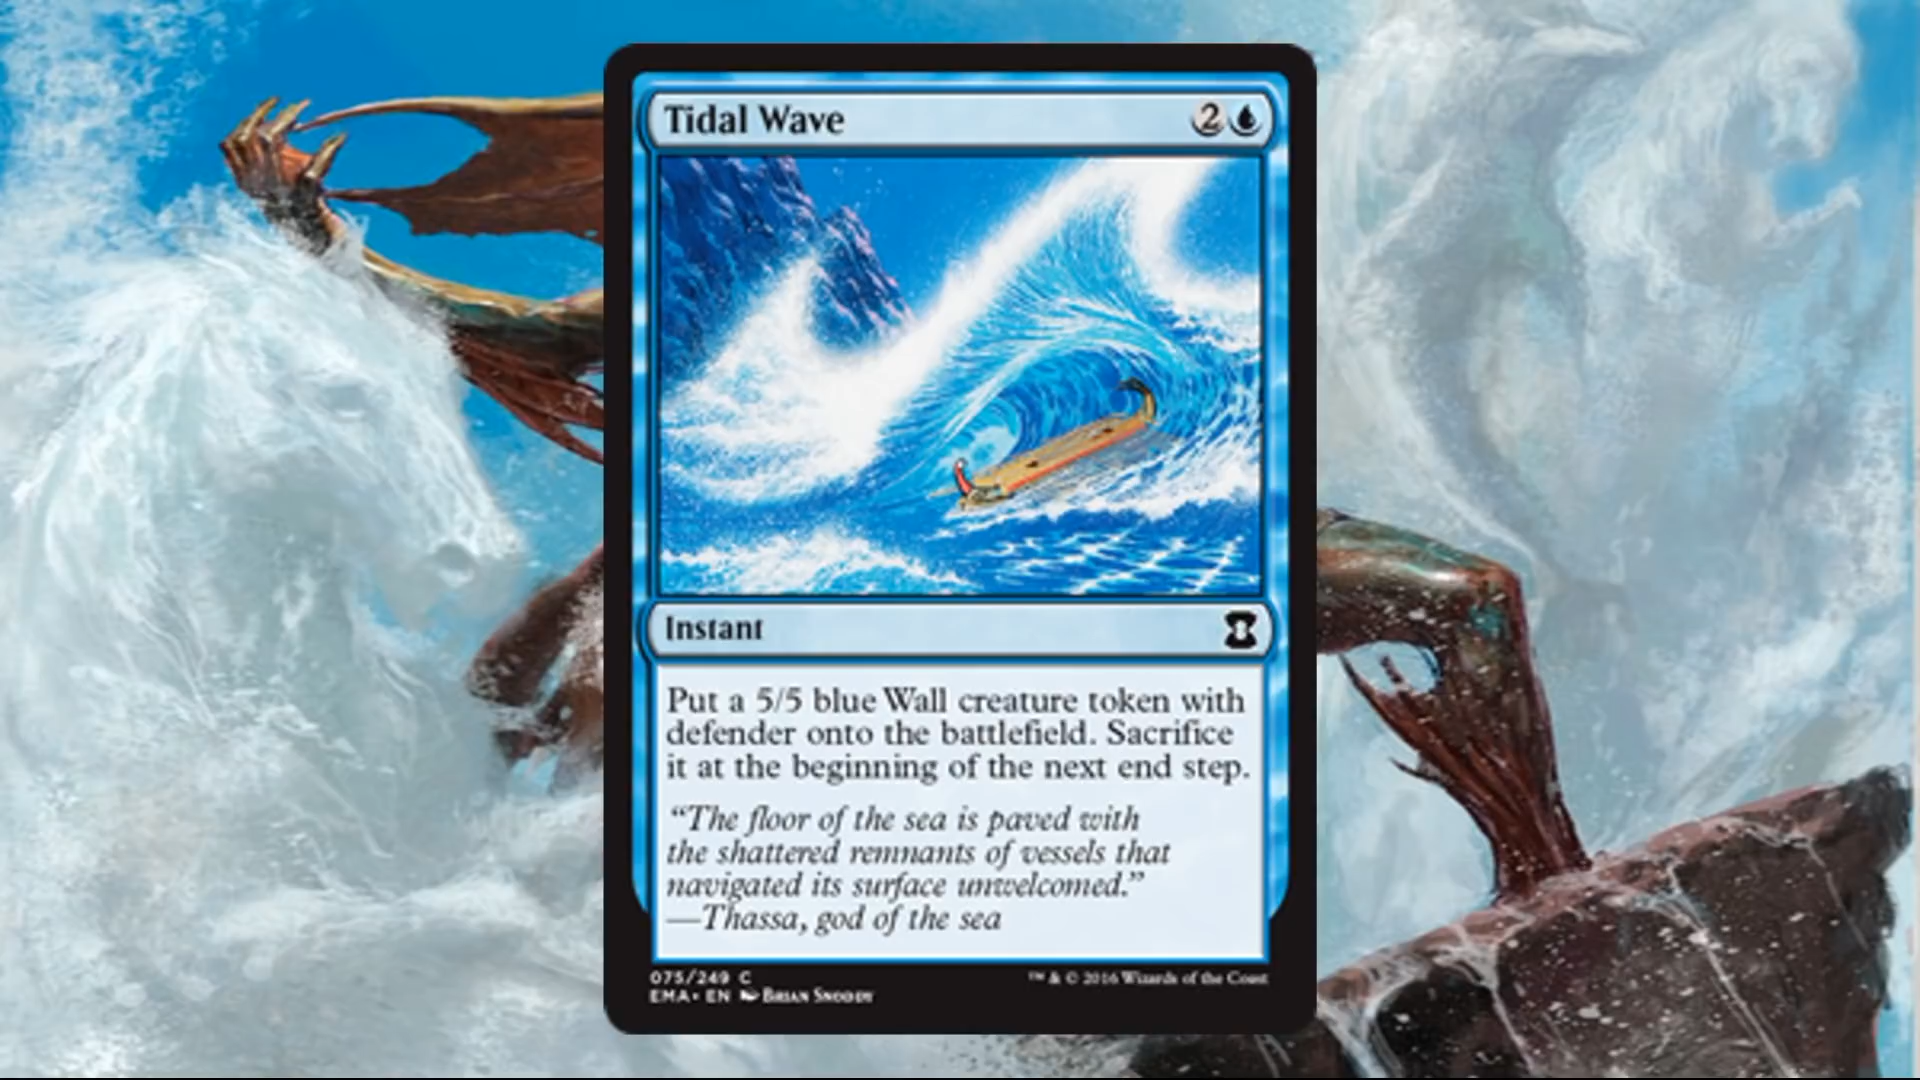 Tidal Wave 2
Instant
Put a 5/5 blue Wall creature token with
defender onto the battlefield. Sacrifice
it at the beginning of the next end step.
“The floor of the sea is paved with
the shattered remnants of vessels that
navigated its surface unwelcomed.”
—Thassa, god of the sea
075/249 C
™ & © 2016 Wizards of the Coast
EMA • EN Brian Snoddy